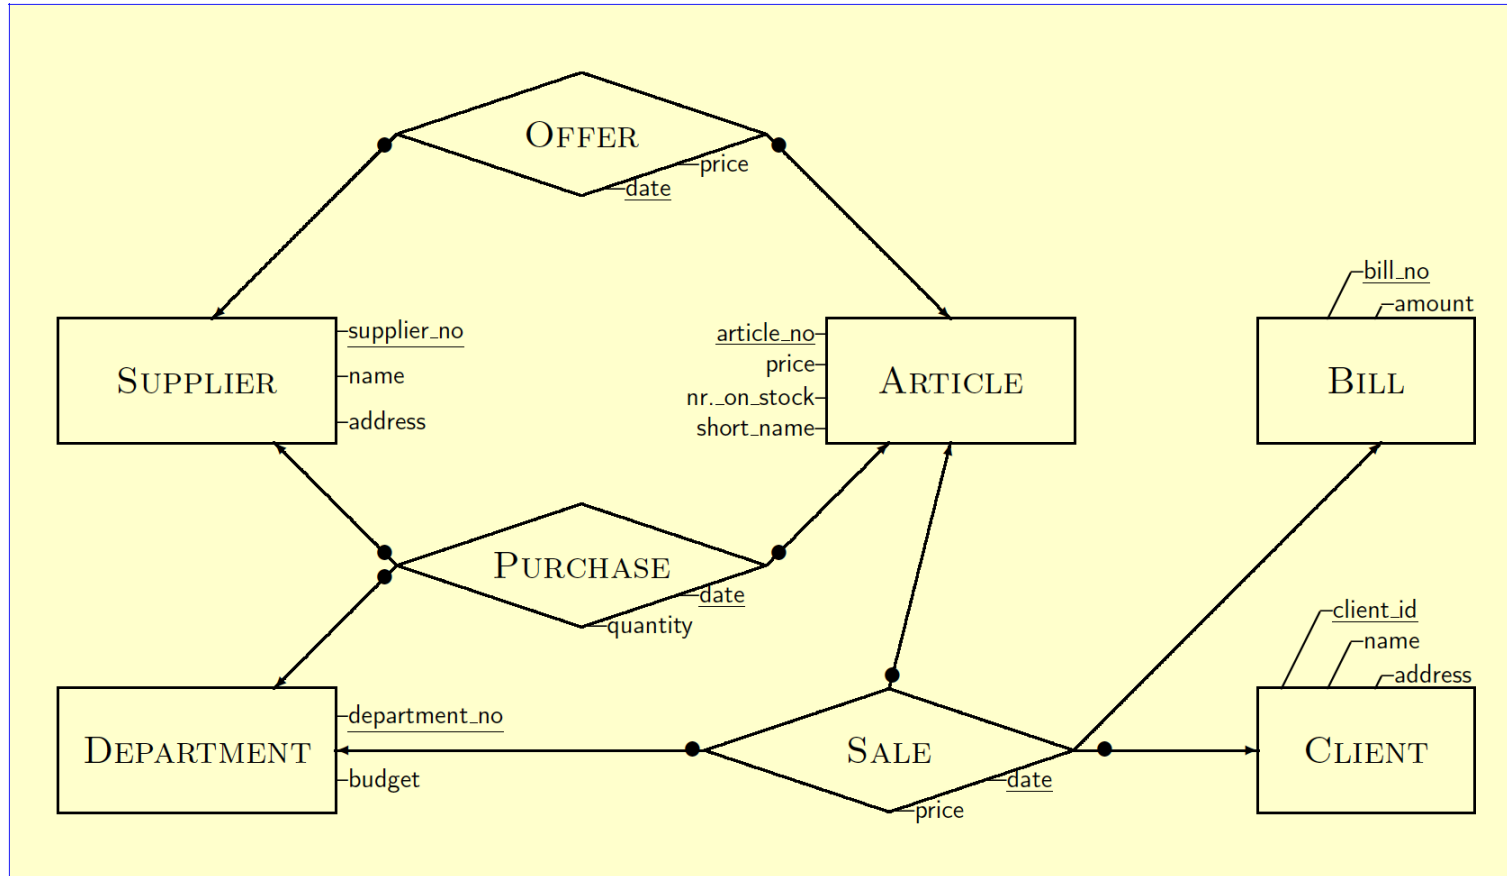 OFFER
price
date
bill_no
amount
SUPPLIER
supplier_no
name
address
article_no
price
nr._on_stock
short_name
ARTICLE
BILL
PURCHASE
date
quantity
client_id
name
address
DEPARTMENT
department_no
budget
SALE
date
price
CLIENT